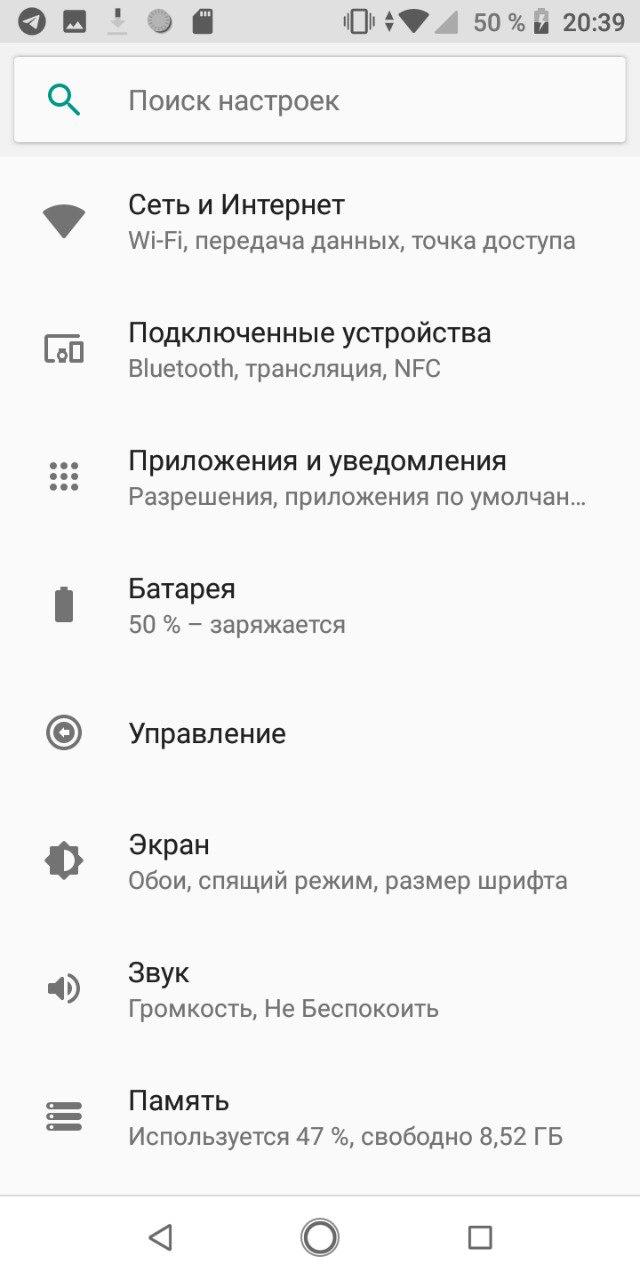 50 % 20:39
Поиск настроек
Сеть и Интернет
Wi-Fi, передача данных, точка доступа
Подключенные устройства
Bluetooth, трансляция, NFC
Приложения и уведомления
Разрешения, приложения по умолчан...
Батарея
50 % – заряжается
Управление
Экран
Обои, спящий режим, размер шрифта
Звук
Громкость, Не Беспокоить
Память
Используется 47 %, свободно 8,52 ГБ